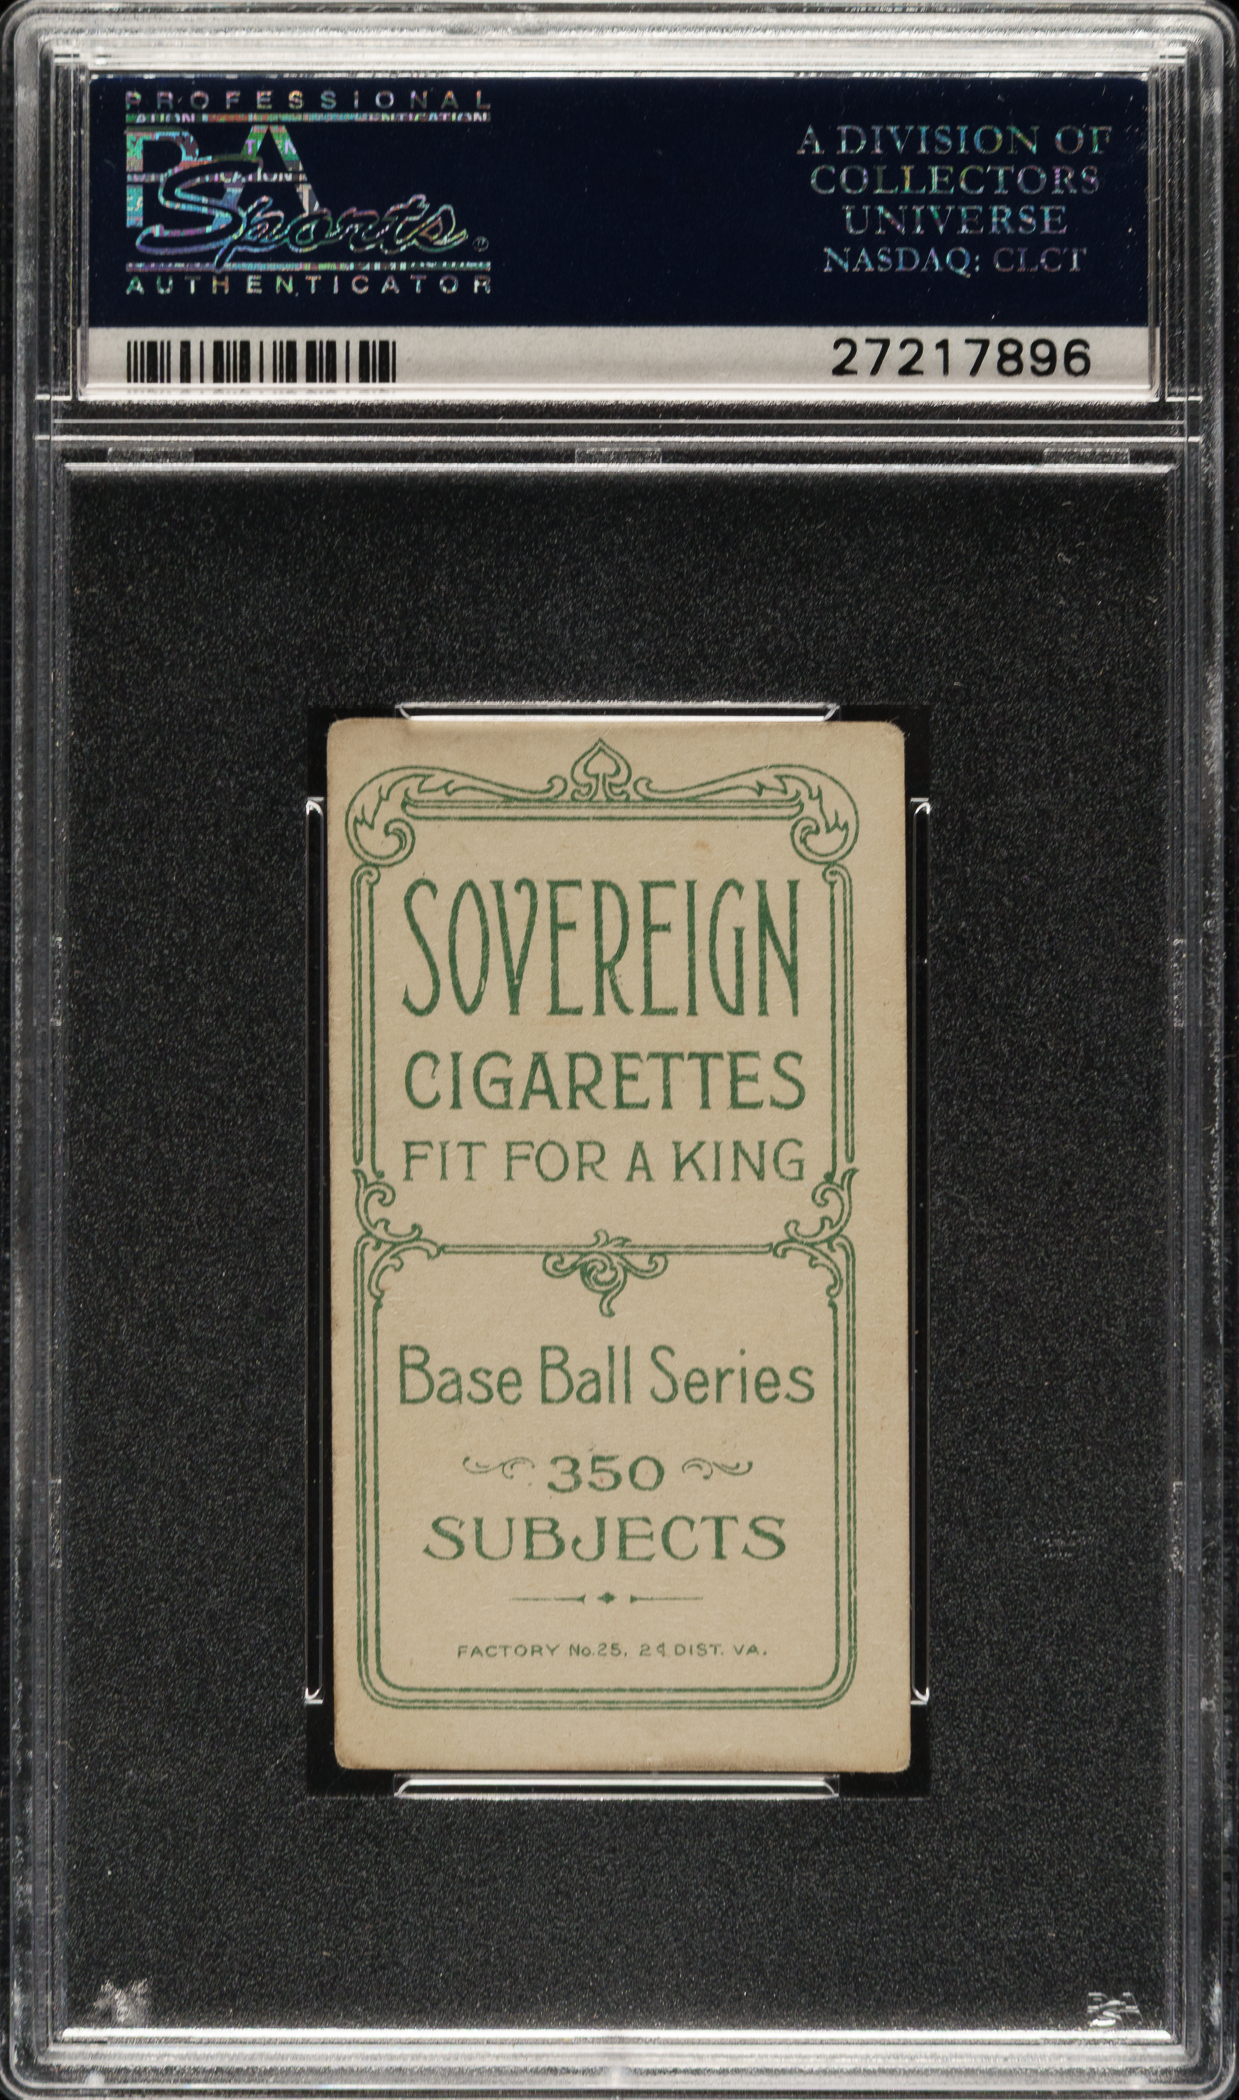 PROFESSIONAL
PSA
Sports®
AUTHENTICATOR
A DIVISION OF
COLLECTORS
UNIVERSE
NASDAQ: CLCT
27217896
SOVEREIGN
CIGARETTES
FIT FOR A KING
Base Ball Series
350
SUBJECTS
FACTORY No.25, 2d DIST. VA.
PSA